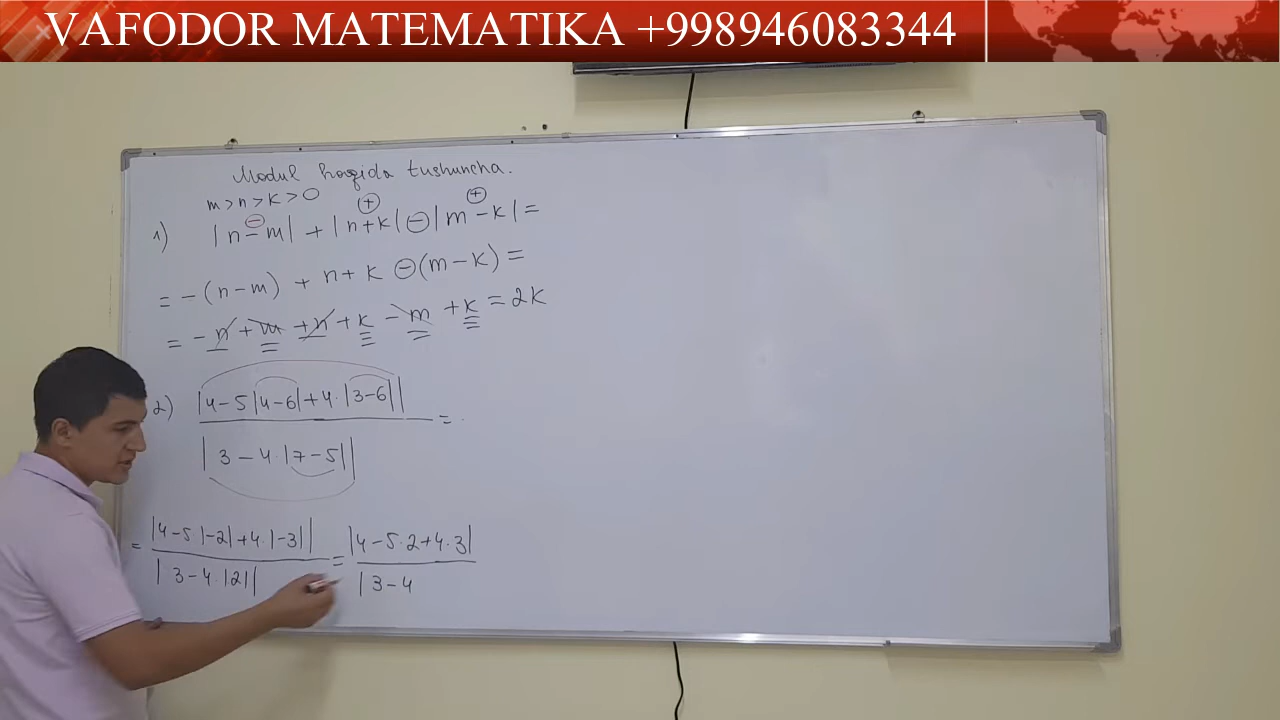 VAFODOR MATEMATIKA +998946083344
Modul haqida tushuncha.
m > n > k > 0
1) |n - m| + |n+k| - |m - k| =
= -(n-m) + n+k - (m-k) =
= -n + m + n + k - m + k = 2k
2) |4-5|4-6|+4·|3-6|| / |3-4·|7-5|| =
= |4-5|-2|+4·|-3|| / |3-4·|2|| = |4-5·2+4·3| / |3-4